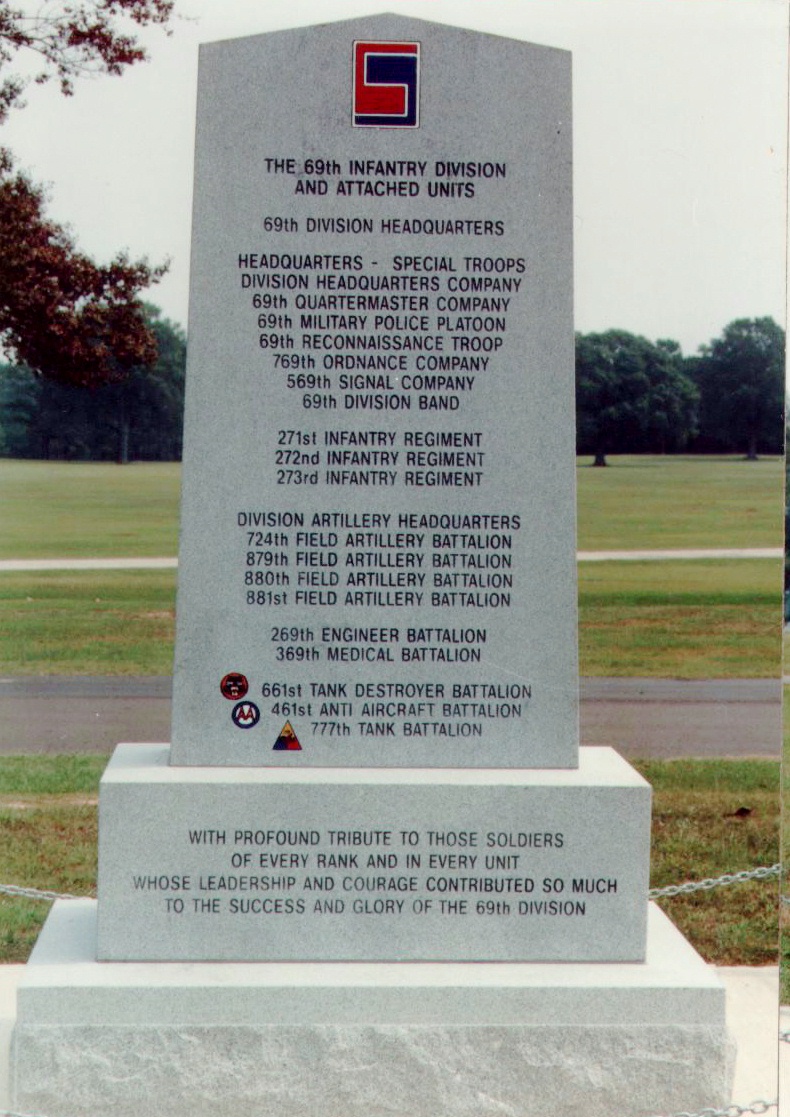 THE 69th INFANTRY DIVISION
AND ATTACHED UNITS
69th DIVISION HEADQUARTERS
HEADQUARTERS - SPECIAL TROOPS
DIVISION HEADQUARTERS COMPANY
69th QUARTERMASTER COMPANY
69th MILITARY POLICE PLATOON
69th RECONNAISSANCE TROOP
769th ORDNANCE COMPANY
569th SIGNAL COMPANY
69th DIVISION BAND
271st INFANTRY REGIMENT
272nd INFANTRY REGIMENT
273rd INFANTRY REGIMENT
DIVISION ARTILLERY HEADQUARTERS
724th FIELD ARTILLERY BATTALION
879th FIELD ARTILLERY BATTALION
880th FIELD ARTILLERY BATTALION
881st FIELD ARTILLERY BATTALION
269th ENGINEER BATTALION
369th MEDICAL BATTALION
661st TANK DESTROYER BATTALION
461st ANTI AIRCRAFT BATTALION
777th TANK BATTALION
WITH PROFOUND TRIBUTE TO THOSE SOLDIERS
OF EVERY RANK AND IN EVERY UNIT
WHOSE LEADERSHIP AND COURAGE CONTRIBUTED SO MUCH
TO THE SUCCESS AND GLORY OF THE 69th DIVISION